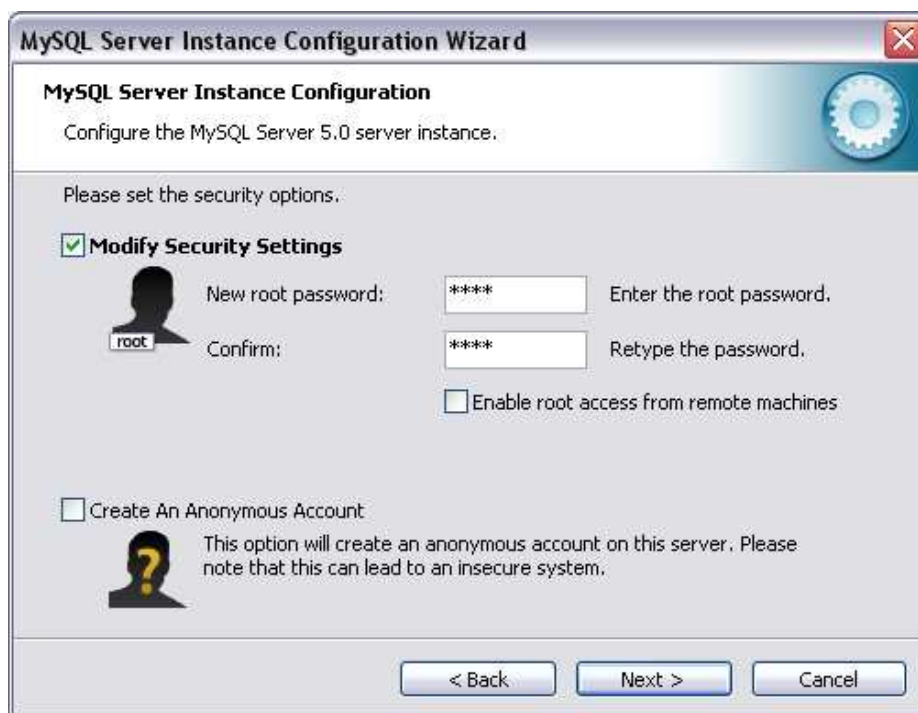 MySQL Server Instance Configuration Wizard
MySQL Server Instance Configuration
Configure the MySQL Server 5.0 server instance.
Please set the security options.
Modify Security Settings
root
New root password:
****
Enter the root password.
Confirm:
****
Retype the password.
Enable root access from remote machines
Create An Anonymous Account
?
This option will create an anonymous account on this server. Please
note that this can lead to an insecure system.
< Back
Next >
Cancel